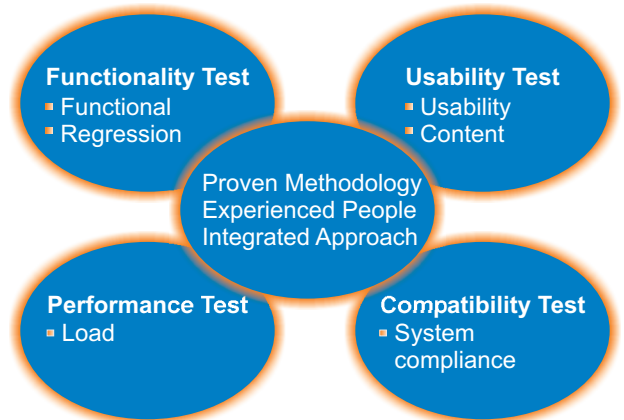 Functionality Test
Functional
Regression
Usability Test
Usability
Content
Proven Methodology
Experienced People
Integrated Approach
Performance Test
Load
Compatibility Test
System
compliance